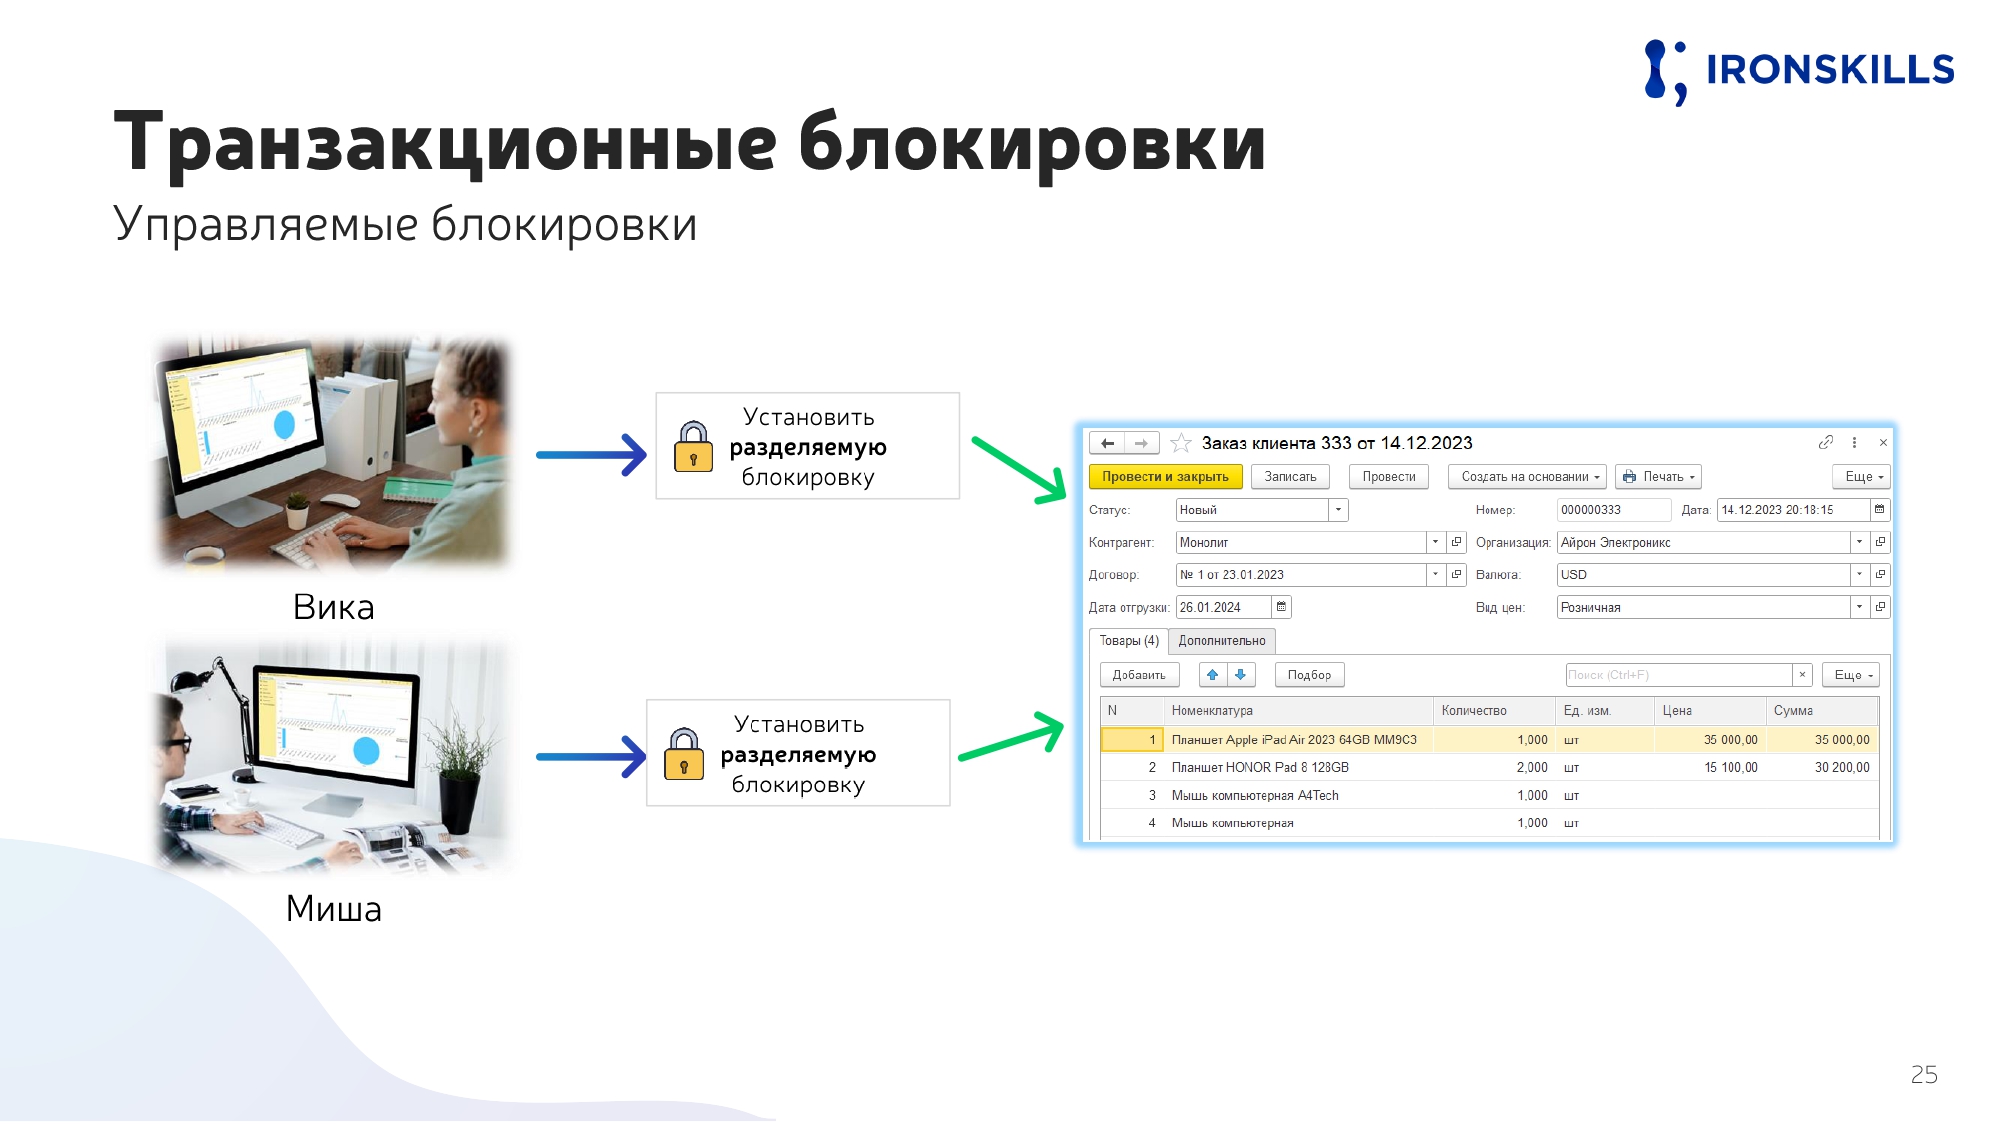 IRONSKILLS
Транзакционные блокировки
Управляемые блокировки
Вика
Установить
разделяемую
блокировку
Миша
Установить
разделяемую
блокировку
Заказ клиента 333 от 14.12.2023
Провести и закрыть Записать Провести Создать на основании Печать Еще
Статус: Новый Номер: 000000333 Дата: 14.12.2023 20:18:15
Контрагент: Монолит Организация: Айрон Электроникс
Договор: № 1 от 23.01.2023 Валюта: USD
Дата отгрузки: 26.01.2024 Вид цен: Розничная
Товары (4) Дополнительно
Добавить Подбор Поиск (Ctrl+F) × Еще
N Номенклатура Количество Ед. изм. Цена Сумма
1 Планшет Apple iPad Air 2023 64GB MM9C3 1,000 шт 35 000,00 35 000,00
2 Планшет HONOR Pad 8 128GB 2,000 шт 15 100,00 30 200,00
3 Мышь компьютерная A4Tech 1,000 шт
4 Мышь компьютерная 1,000 шт
25